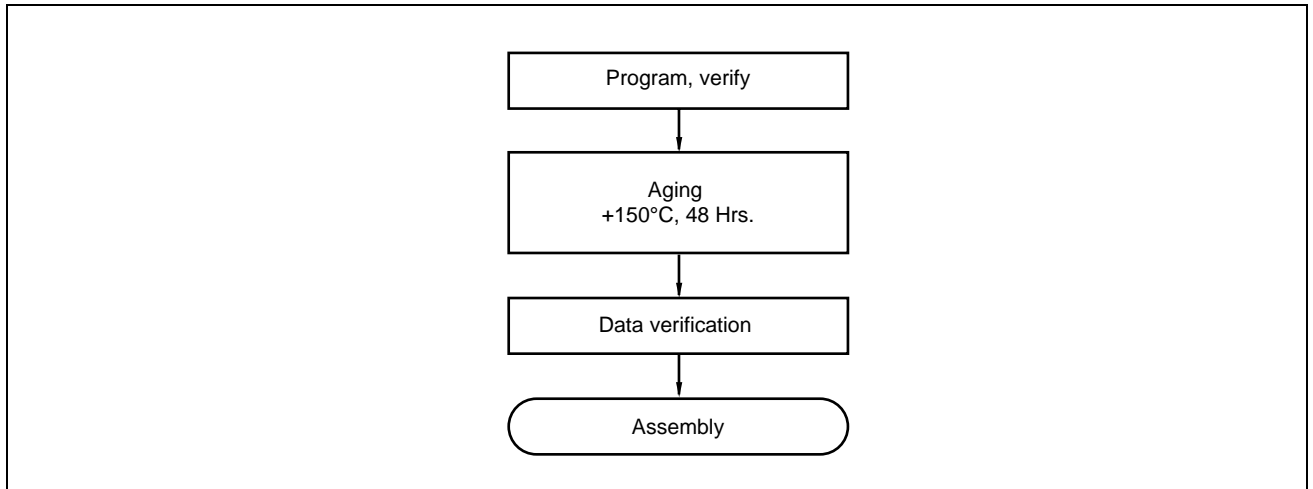 Program, verify
Aging
+150°C, 48 Hrs.
Data verification
Assembly